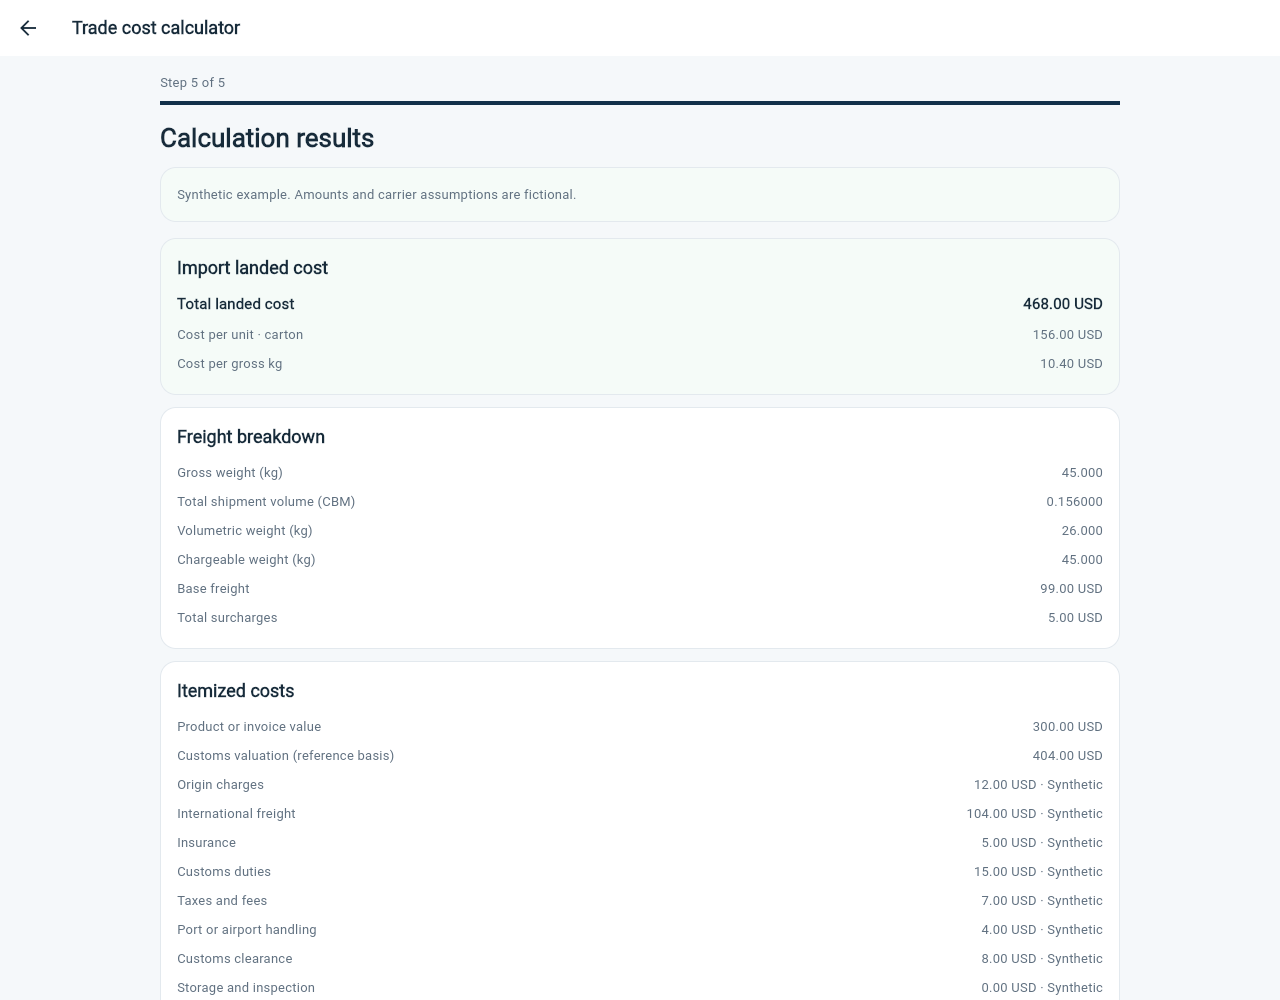 Trade cost calculator
Step 5 of 5
Calculation results
Synthetic example. Amounts and carrier assumptions are fictional.
Import landed cost
Total landed cost 468.00 USD
Cost per unit · carton 156.00 USD
Cost per gross kg 10.40 USD
Freight breakdown
Gross weight (kg) 45.000
Total shipment volume (CBM) 0.156000
Volumetric weight (kg) 26.000
Chargeable weight (kg) 45.000
Base freight 99.00 USD
Total surcharges 5.00 USD
Itemized costs
Product or invoice value 300.00 USD
Customs valuation (reference basis) 404.00 USD
Origin charges 12.00 USD · Synthetic
International freight 104.00 USD · Synthetic
Insurance 5.00 USD · Synthetic
Customs duties 15.00 USD · Synthetic
Taxes and fees 7.00 USD · Synthetic
Port or airport handling 4.00 USD · Synthetic
Customs clearance 8.00 USD · Synthetic
Storage and inspection 0.00 USD · Synthetic